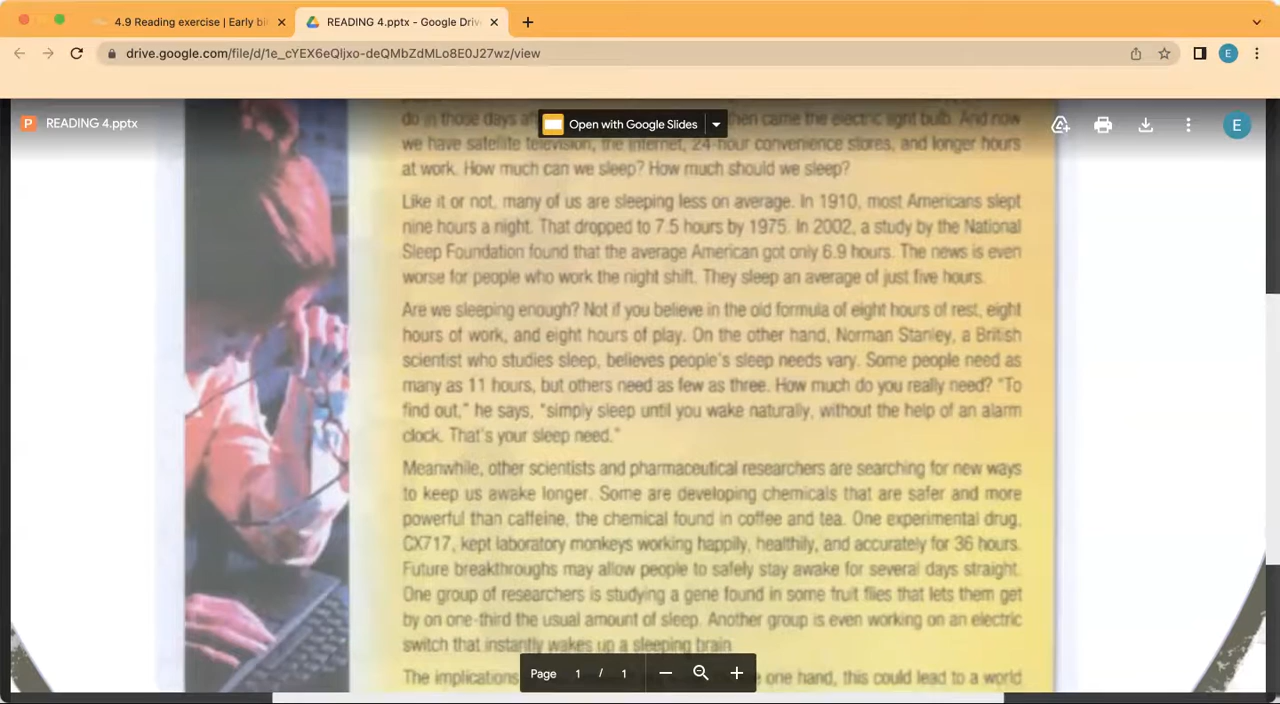 4.9 Reading exercise | Early bi
READING 4.pptx - Google Driv
drive.google.com/file/d/1e_cYEX6eQljxo-deQMbZdMLo8E0J27wz/view
E
P READING 4.pptx
Open with Google Slides
E
do in those days af hen came the electric light bulb. And now
we have satellite television, the Internet, 24-hour convenience stores, and longer hours
at work. How much can we sleep? How much should we sleep?
Like it or not, many of us are sleeping less on average. In 1910, most Americans slept
nine hours a night. That dropped to 7.5 hours by 1975. In 2002, a study by the National
Sleep Foundation found that the average American got only 6.9 hours. The news is even
worse for people who work the night shift. They sleep an average of just five hours.
Are we sleeping enough? Not if you believe in the old formula of eight hours of rest, eight
hours of work, and eight hours of play. On the other hand, Norman Stanley, a British
scientist who studies sleep, believes people's sleep needs vary. Some people need as
many as 11 hours, but others need as few as three. How much do you really need? "To
find out," he says, "simply sleep until you wake naturally, without the help of an alarm
clock. That's your sleep need."
Meanwhile, other scientists and pharmaceutical researchers are searching for new ways
to keep us awake longer. Some are developing chemicals that are safer and more
powerful than caffeine, the chemical found in coffee and tea. One experimental drug,
CX717, kept laboratory monkeys working happily, healthily, and accurately for 36 hours.
Future breakthroughs may allow people to safely stay awake for several days straight.
One group of researchers is studying a gene found in some fruit flies that lets them get
by on one-third the usual amount of sleep. Another group is even working on an electric
switch that instantly wakes up a sleeping brain
The implications one hand, this could lead to a world
Page 1 / 1